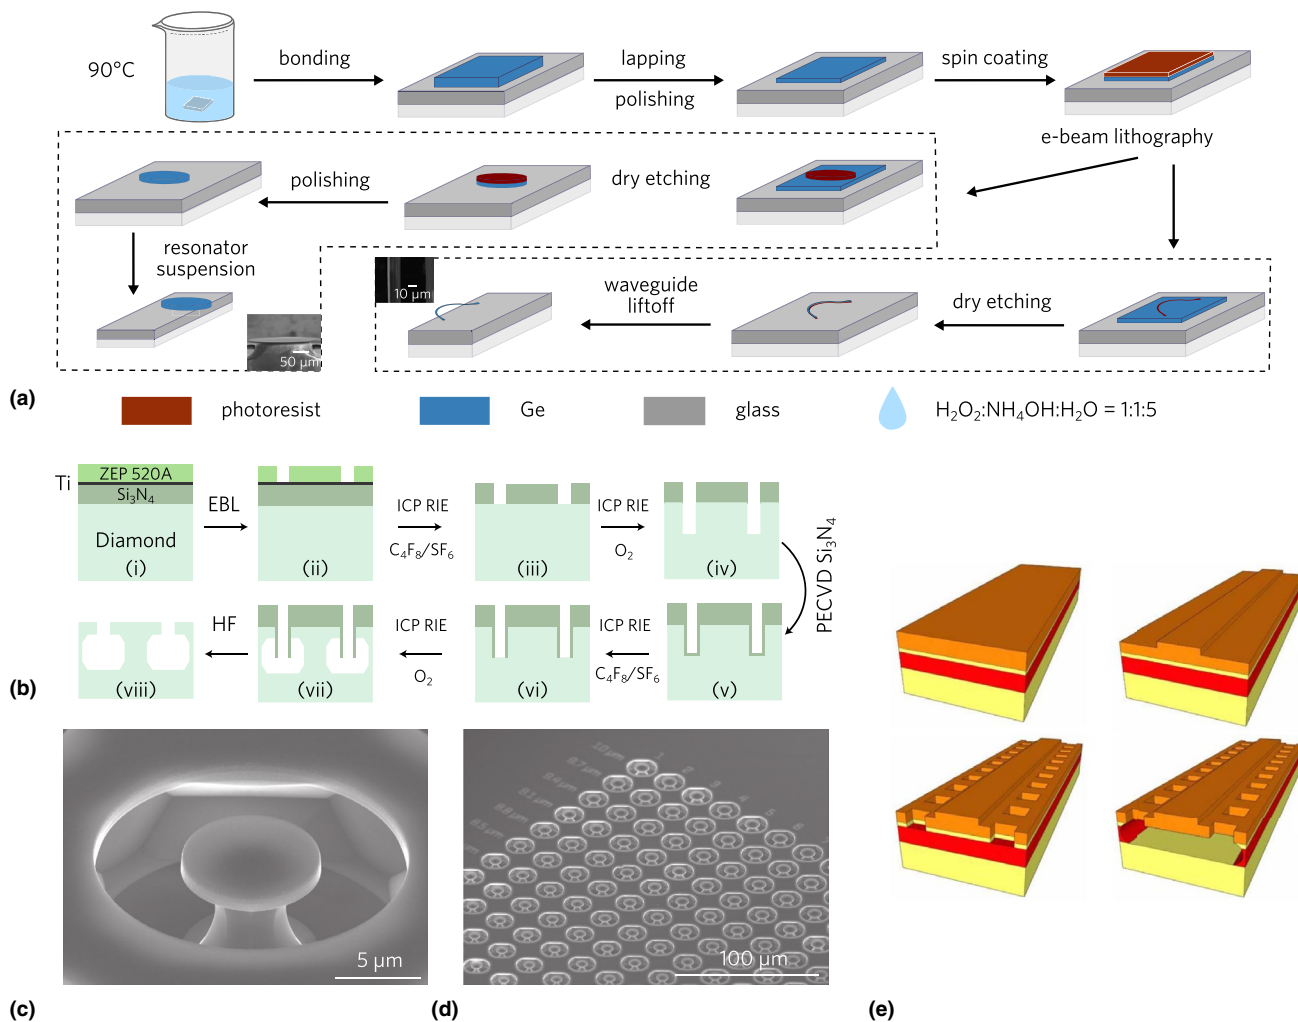 (a)
90°C
bonding
lapping
polishing
spin coating
e-beam lithography
polishing
dry etching
resonator
suspension
50 μm
10 μm
waveguide
liftoff
dry etching
photoresist
Ge
glass
H₂O₂:NH₄OH:H₂O = 1:1:5
(b)
Ti
ZEP 520A
Si₃N₄
Diamond
(i)
EBL
(ii)
ICP RIE
C₄F₈/SF₆
(iii)
ICP RIE
O₂
(iv)
PECVD Si₃N₄
(v)
ICP RIE
C₄F₈/SF₆
(vi)
ICP RIE
O₂
(vii)
HF
(viii)
(c)
5 μm
(d)
100 μm
(e)